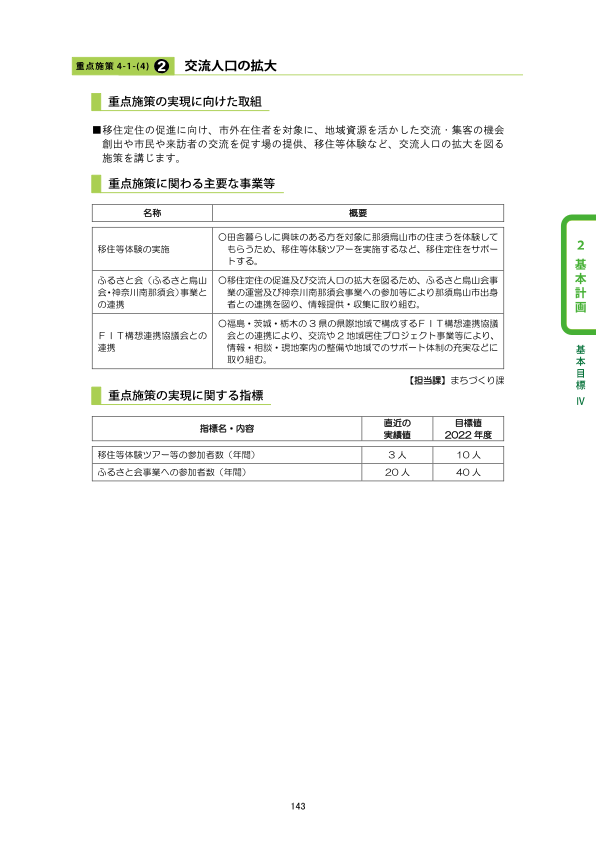 重点施策 4-1-(4) ❷ 交流人口の拡大
重点施策の実現に向けた取組
■移住定住の促進に向け、市外在住者を対象に、地域資源を活かした交流・集客の機会
創出や市民や来訪者の交流を促す場の提供、移住等体験など、交流人口の拡大を図る
施策を講じます。
重点施策に関わる主要な事業等
名称 概要
移住等体験の実施
〇田舎暮らしに興味のある方を対象に那須烏山市の住まうを体験して
もらうため、移住等体験ツアーを実施するなど、移住定住をサポー
トする。
ふるさと会（ふるさと烏山
会・神奈川南那須会）事業と
の連携
〇移住定住の促進及び交流人口の拡大を図るため、ふるさと烏山会事
業の運営及び神奈川南那須会事業への参加等により那須烏山市出身
者との連携を図り、情報提供・収集に取り組む。
ＦＩＴ構想連携協議会との
連携
〇福島・茨城・栃木の３県の県際地域で構成するＦＩＴ構想連携協議
会との連携により、交流や２地域居住プロジェクト事業等により、
情報・相談・現地案内の整備や地域でのサポート体制の充実などに
取り組む。
【担当課】まちづくり課
重点施策の実現に関する指標
指標名・内容 直近の 目標値
実績値 2022 年度
移住等体験ツアー等の参加者数（年間） 3 人 10 人
ふるさと会事業への参加者数（年間） 20 人 40 人
2 基本計画
基本目標 Ⅳ
143